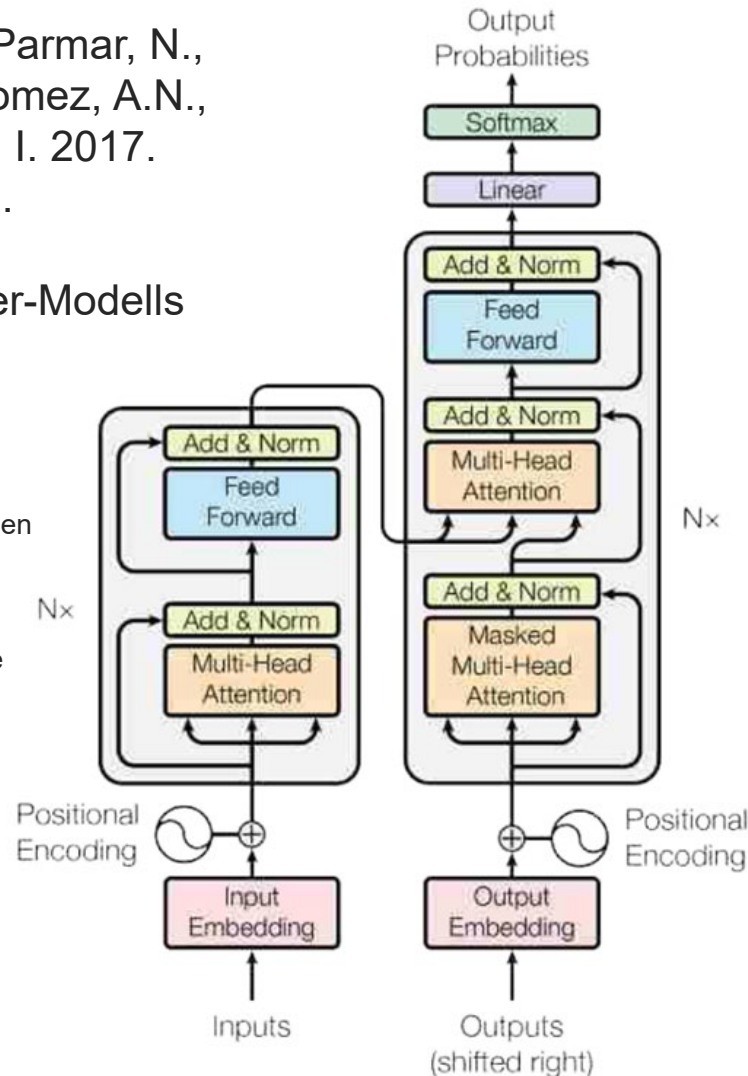 Parmar, N.,
omez, A.N.,
I. 2017.
.
er-Modells
en
e
Output
Probabilities
Softmax
Linear
Add & Norm
Feed
Forward
Add & Norm
Multi-Head
Attention
Nx
Add & Norm
Masked
Multi-Head
Attention
Positional
Encoding
Output
Embedding
Outputs
(shifted right)
Add & Norm
Feed
Forward
Nx
Add & Norm
Multi-Head
Attention
Positional
Encoding
Input
Embedding
Inputs